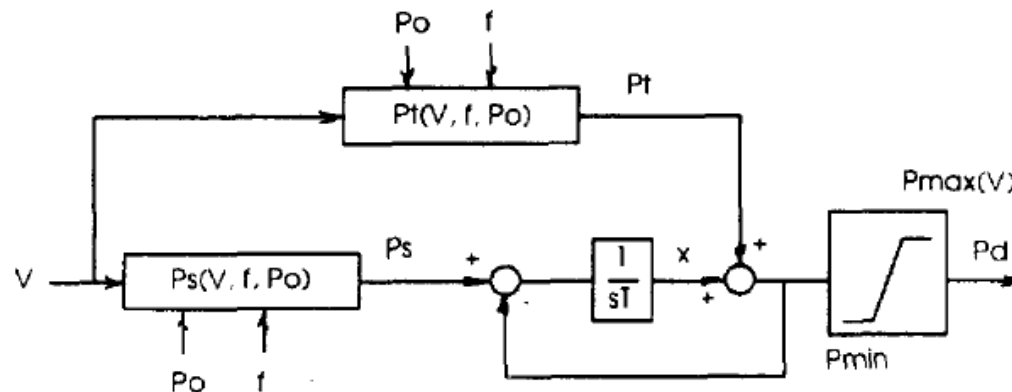 Po f
Pt(V, f, Po)
Pt
Pmax(V)
V
Ps(V, f, Po)
Ps
+
-
1
sT
x
+
+
Pd
Pmin
Po f